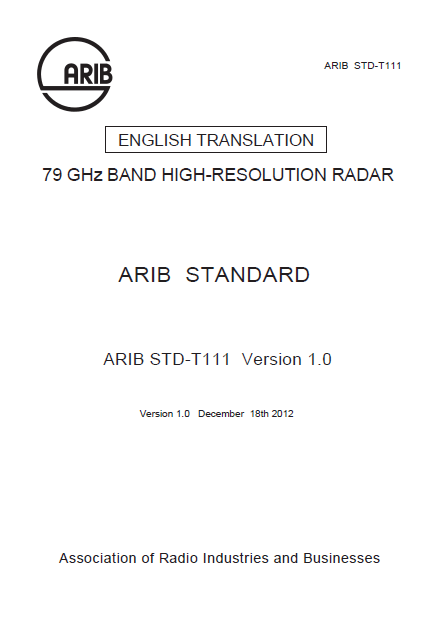 ARIB
ARIB STD-T111
ENGLISH TRANSLATION
79 GHz BAND HIGH-RESOLUTION RADAR
ARIB STANDARD
ARIB STD-T111 Version 1.0
Version 1.0 December 18th 2012
Association of Radio Industries and Businesses